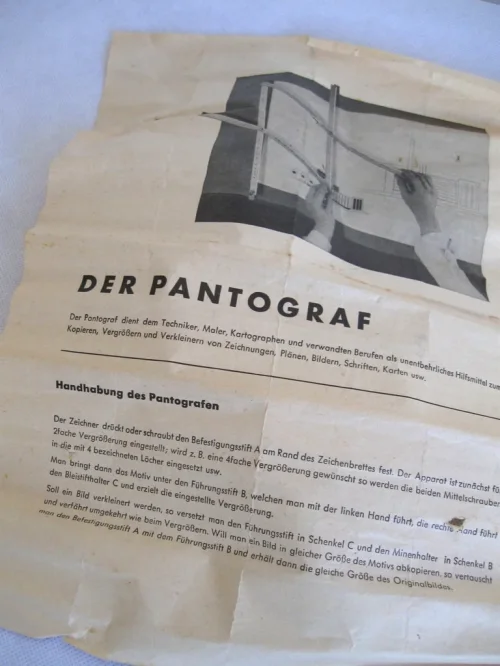 DER PANTOGRAF
Der Pantograf dient dem Techniker, Maler, Kartographen und verwandten Berufen als unentbehrliches Hilfsmittel zum
Kopieren, Vergrößern und Verkleinern von Zeichnungen, Plänen, Bildern, Schriften, Karten usw.
Handhabung des Pantografen
Der Zeichner drückt oder schraubt den Befestigungsstift A am Rand des Zeichenbrettes fest. Der Apparat ist zunächst für
2fache Vergrößerung eingestellt; wird z. B. eine 4fache Vergrößerung gewünscht so werden die beiden Mittelschrauben
in die mit 4 bezeichneten Löcher eingesetzt usw.
Man bringt dann das Motiv unter den Führungsstift B, welchen man mit der linken Hand führt, die rechte Hand führt
den Bleistifthalter C und erzielt die eingestellte Vergrößerung.
Soll ein Bild verkleinert werden, so versetzt man den Führungsstift in Schenkel C und den Minenhalter in Schenkel B
und verfährt umgekehrt wie beim Vergrößern. Will man ein Bild in gleicher Größe des Motivs abkopieren, so vertauscht
man den Befestigungsstift A mit dem Führungsstift B und erhält dann die gleiche Größe des Originalbildes.